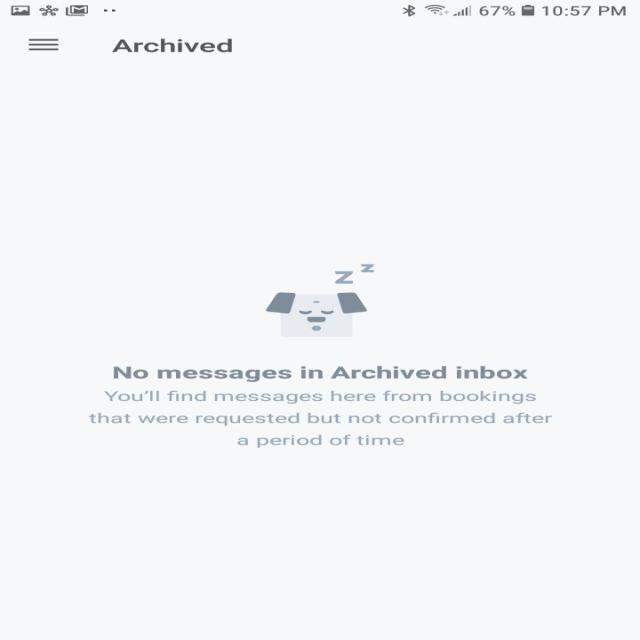 67% 10:57 PM
Archived
Z Z
No messages in Archived inbox
You'll find messages here from bookings
that were requested but not confirmed after
a period of time